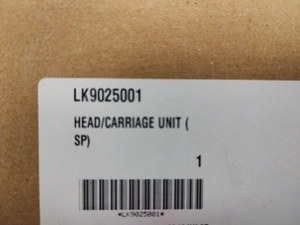 LK9025001
HEAD/CARRIAGE UNIT (
SP)
1
*LK9025001*